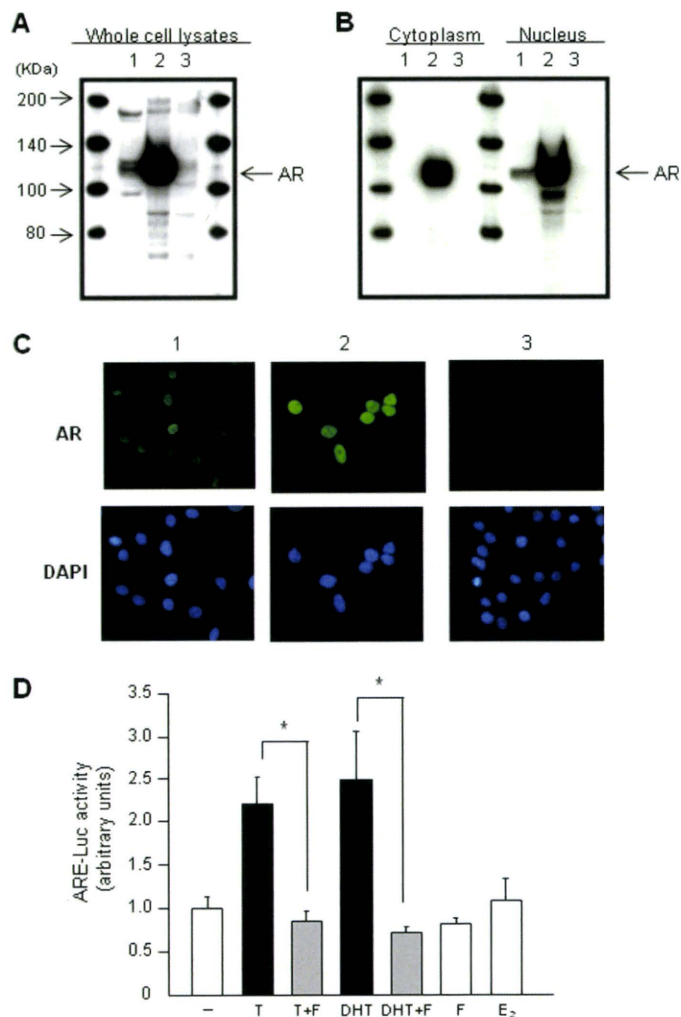 A
B
Whole cell lysates
Cytoplasm Nucleus
1 2 3
1 2 3 1 2 3
(KDa)
200
140
100
80
AR
AR
C
1 2 3
AR
DAPI
D
ARE-Luc activity
(arbitrary units)
3.5
3.0
2.5
2.0
1.5
1.0
0.5
0
*
*
– T T+F DHT DHT+F F E₂